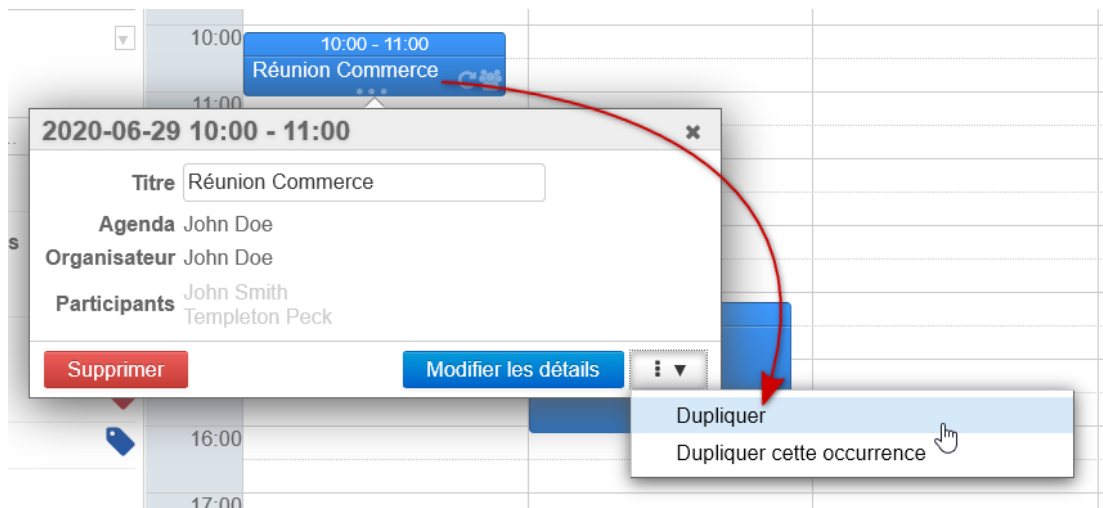 10:00
10:00 - 11:00
Réunion Commerce
11:00
2020-06-29 10:00 - 11:00
Titre Réunion Commerce
Agenda John Doe
s
Organisateur John Doe
Participants John Smith
Templeton Peck
Supprimer Modifier les détails
Dupliquer
16:00
Dupliquer cette occurrence
17:00